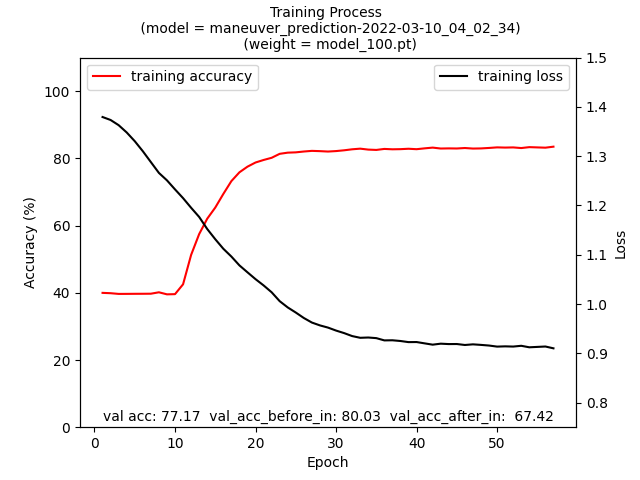 Training Process
(model = maneuver_prediction-2022-03-10_04_02_34)
(weight = model_100.pt)
training accuracy
training loss
Accuracy (%)
100
80
60
40
20
0
1.5
1.4
1.3
1.2
1.1
1.0
0.9
0.8
Loss
val acc: 77.17 val_acc_before_in: 80.03 val_acc_after_in: 67.42
0 10 20 30 40 50
Epoch